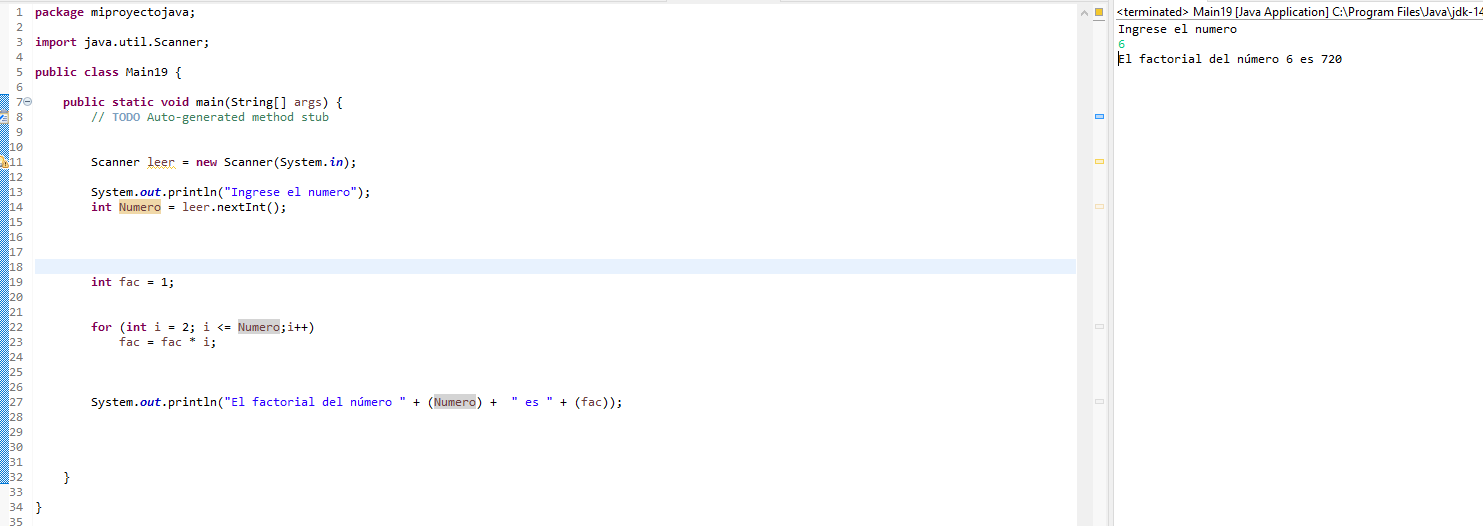 1 package miproyectojava;
2
3 import java.util.Scanner;
4
5 public class Main19 {
6
7 public static void main(String[] args) {
8 // TODO Auto-generated method stub
9
10
11 Scanner leer = new Scanner(System.in);
12
13 System.out.println("Ingrese el numero");
14 int Numero = leer.nextInt();
15
16
17
18
19 int fac = 1;
20
21
22 for (int i = 2; i <= Numero;i++)
23 fac = fac * i;
24
25
26
27 System.out.println("El factorial del número " + (Numero) +  " es " + (fac));
28
29
30
31
32 }
33
34 }
35
<terminated> Main19 [Java Application] C:\Program Files\Java\jdk-14
Ingrese el numero
6
El factorial del número 6 es 720